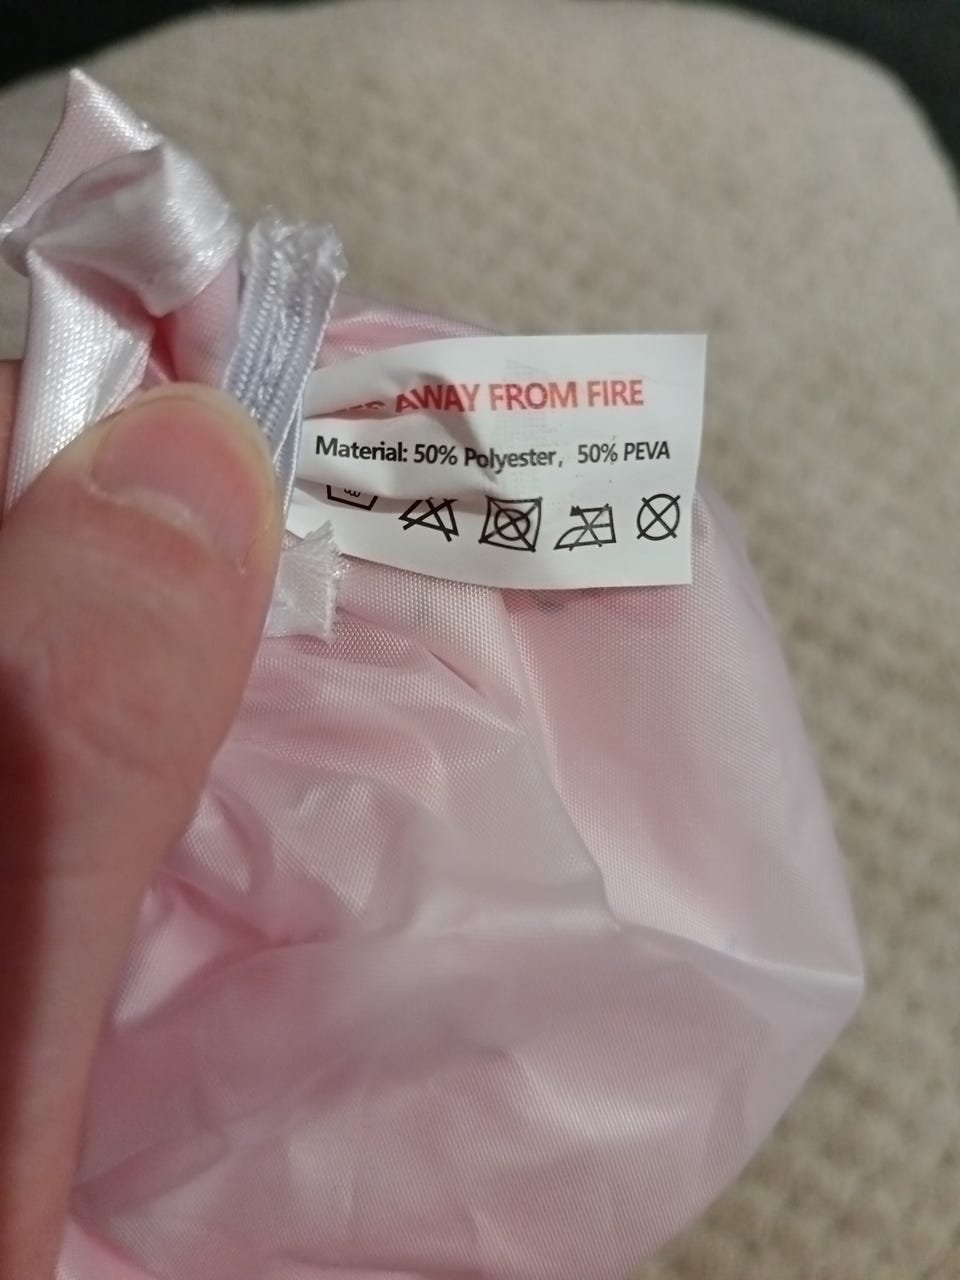 AWAY FROM FIRE
Material: 50% Polyester, 50% PEVA